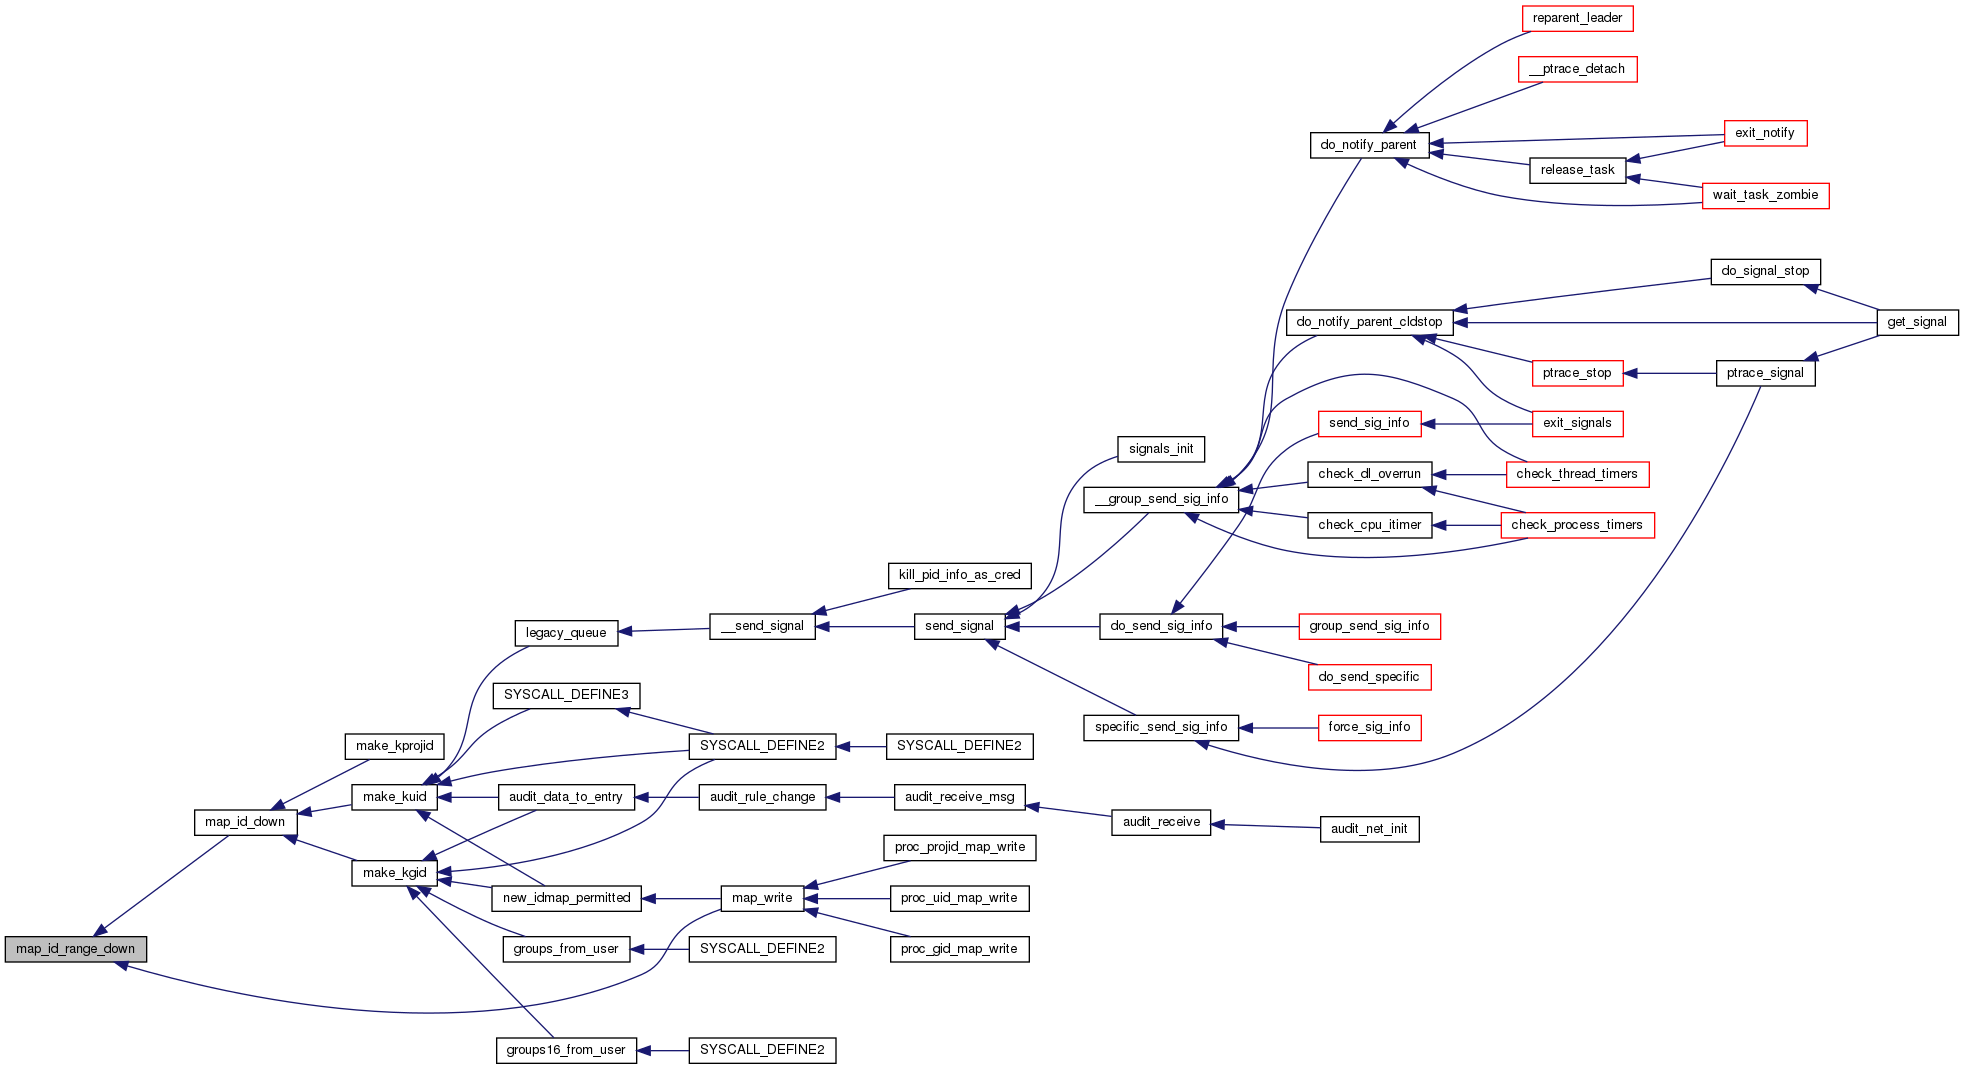 reparent_leader
__ptrace_detach
exit_notify
do_notify_parent
release_task
wait_task_zombie
do_signal_stop
do_notify_parent_cldstop
get_signal
ptrace_stop
ptrace_signal
send_sig_info
exit_signals
signals_init
check_dl_overrun
check_thread_timers
__group_send_sig_info
check_cpu_itimer
check_process_timers
kill_pid_info_as_cred
legacy_queue
__send_signal
send_signal
do_send_sig_info
group_send_sig_info
do_send_specific
SYSCALL_DEFINE3
specific_send_sig_info
force_sig_info
make_kprojid
SYSCALL_DEFINE2
SYSCALL_DEFINE2
make_kuid
audit_data_to_entry
audit_rule_change
audit_receive_msg
map_id_down
audit_receive
audit_net_init
proc_projid_map_write
make_kgid
new_idmap_permitted
map_write
proc_uid_map_write
map_id_range_down
groups_from_user
SYSCALL_DEFINE2
proc_gid_map_write
groups16_from_user
SYSCALL_DEFINE2